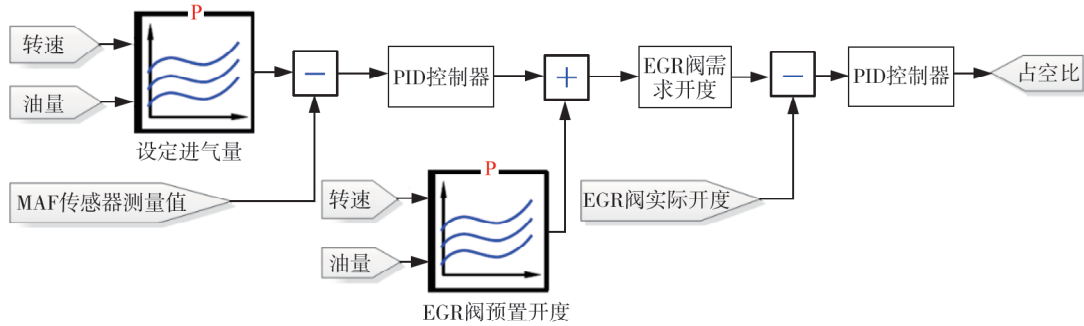 转速
P
油量
设定进气量
−
PID控制器
+
EGR阀需
求开度
−
PID控制器
占空比
MAF传感器测量值
转速
P
油量
EGR阀预置开度
EGR阀实际开度